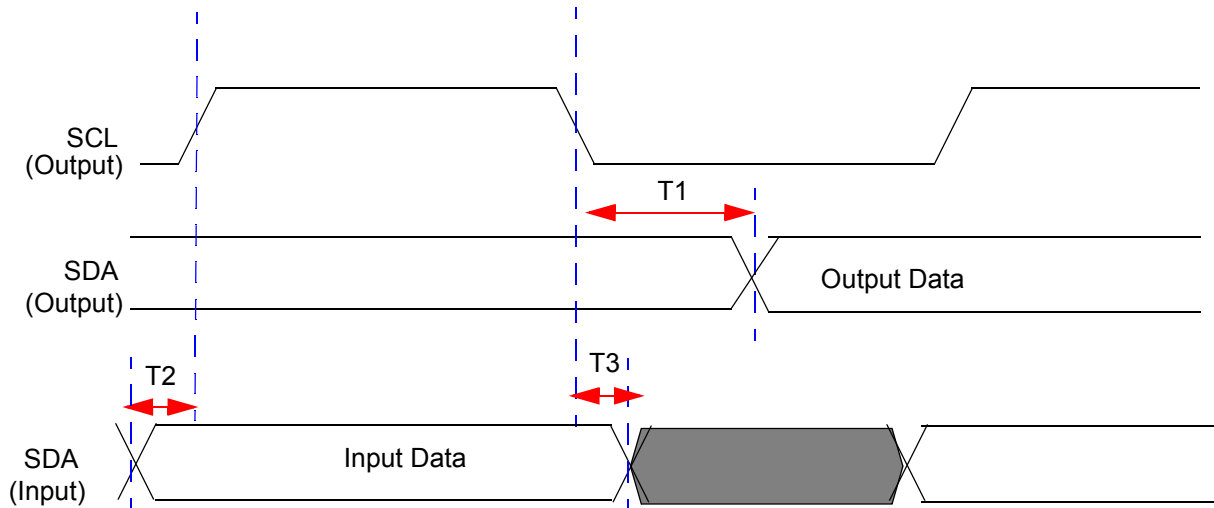 SCL
(Output)
T1
SDA
(Output)
Output Data
T2
T3
SDA
(Input)
Input Data